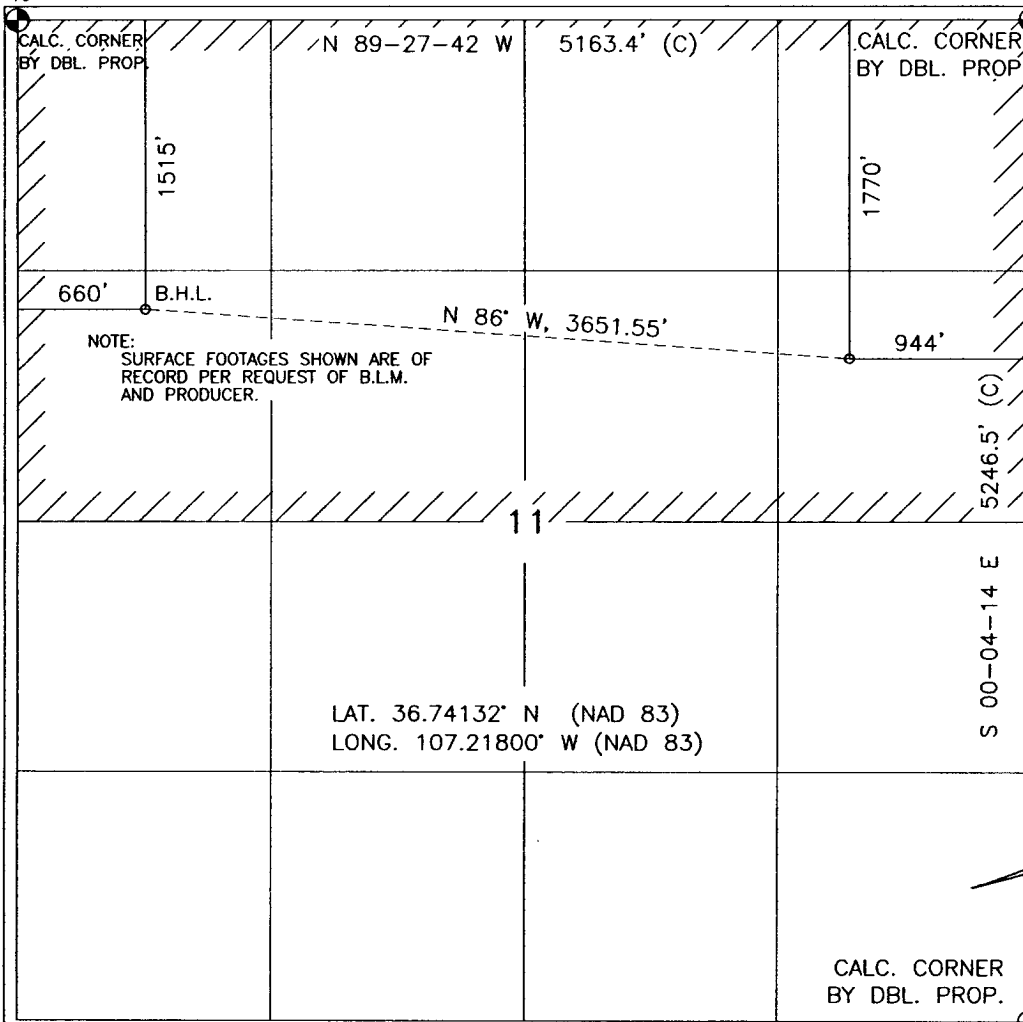 CALC. CORNER
BY DBL. PROP.
N 89-27-42 W 5163.4' (C)
CALC. CORNER
BY DBL. PROP
1515'
1770'
660'
B.H.L.
N 86° W, 3651.55'
944'
NOTE:
SURFACE FOOTAGES SHOWN ARE OF
RECORD PER REQUEST OF B.L.M.
AND PRODUCER.
S 00-04-14 E 5246.5' (C)
11
LAT. 36.74132° N (NAD 83)
LONG. 107.21800° W (NAD 83)
CALC. CORNER
BY DBL. PROP.